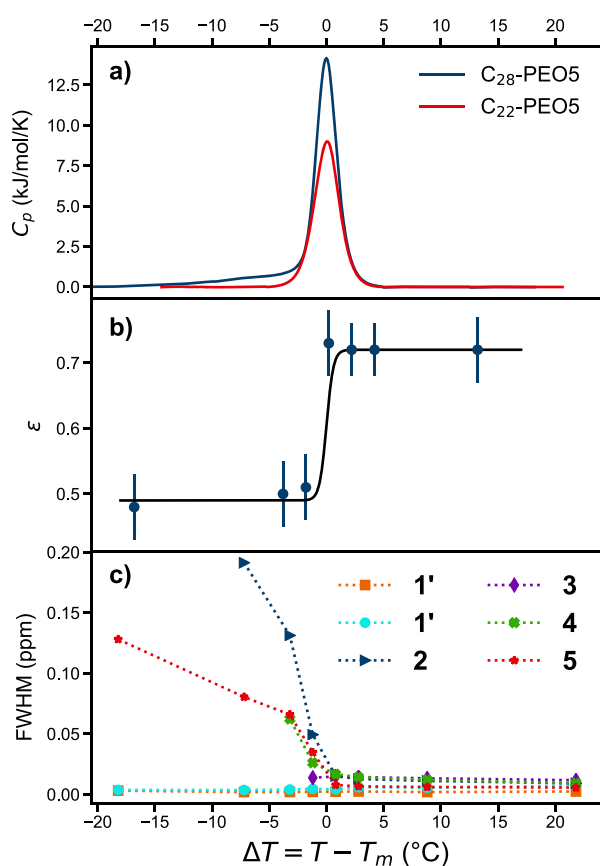 −20 −15 −10 −5 0 5 10 15 20
a)
C28-PEO5
C22-PEO5
12.5
10.0
7.5
5.0
2.5
0.0
Cp (kJ/mol/K)
b)
0.7
0.6
0.5
ε
c)
1'
1'
2
3
4
5
0.20
0.15
0.10
0.05
0.00
FWHM (ppm)
−20 −15 −10 −5 0 5 10 15 20
ΔT = T − Tm (°C)